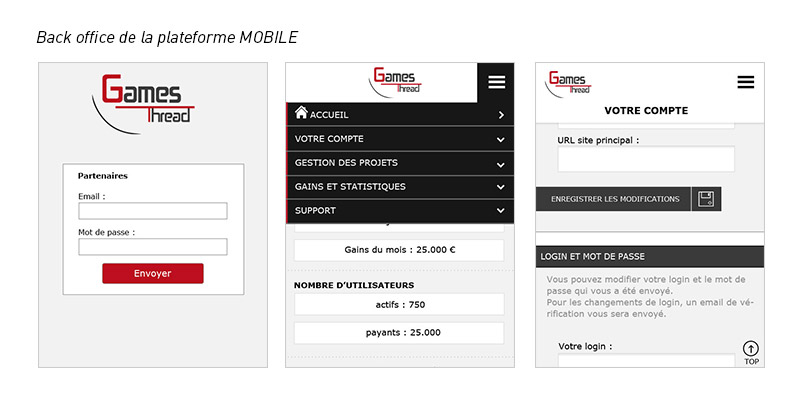 Back office de la plateforme MOBILE
Games
Thread
Partenaires
Email :
Mot de passe :
Envoyer
Games
Thread
ACCUEIL
VOTRE COMPTE
GESTION DES PROJETS
GAINS ET STATISTIQUES
SUPPORT
Gains du mois : 25.000 €
NOMBRE D'UTILISATEURS
actifs : 750
payants : 25.000
Games
Thread
VOTRE COMPTE
URL site principal :
ENREGISTRER LES MODIFICATIONS
LOGIN ET MOT DE PASSE
Vous pouvez modifier votre login et le mot de
passe qui vous a été envoyé.
Pour les changements de login, un email de vé-
rification vous sera envoyé.
Votre login :
TOP